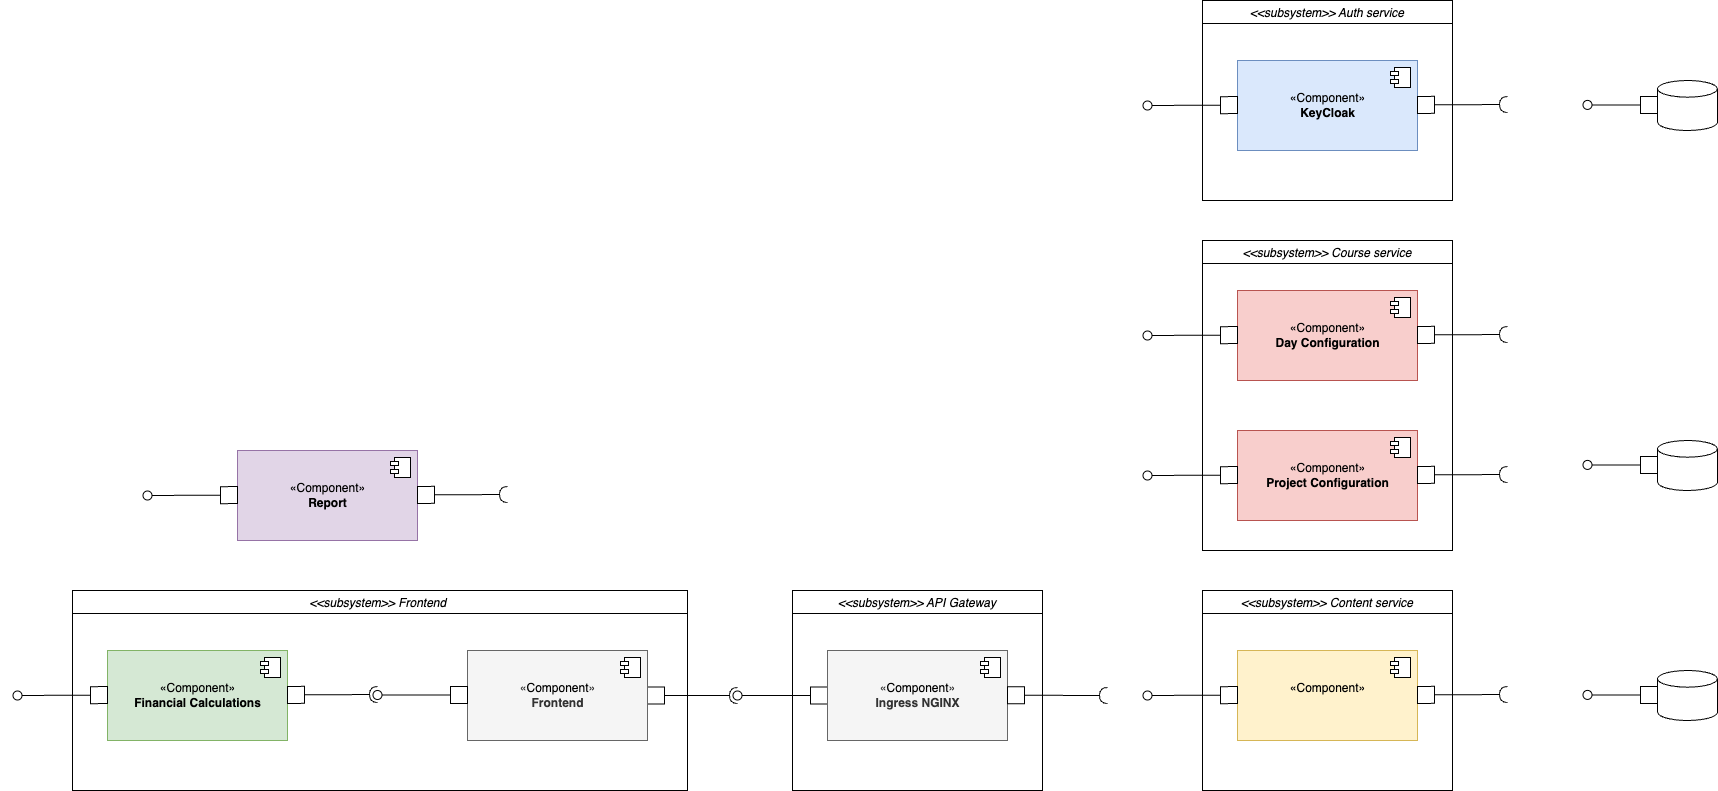 <<subsystem>> Auth service
«Component»
KeyCloak
<<subsystem>> Course service
«Component»
Day Configuration
«Component»
Project Configuration
«Component»
Report
<<subsystem>> Frontend
«Component»
Financial Calculations
«Component»
Frontend
<<subsystem>> API Gateway
«Component»
Ingress NGINX
<<subsystem>> Content service
«Component»